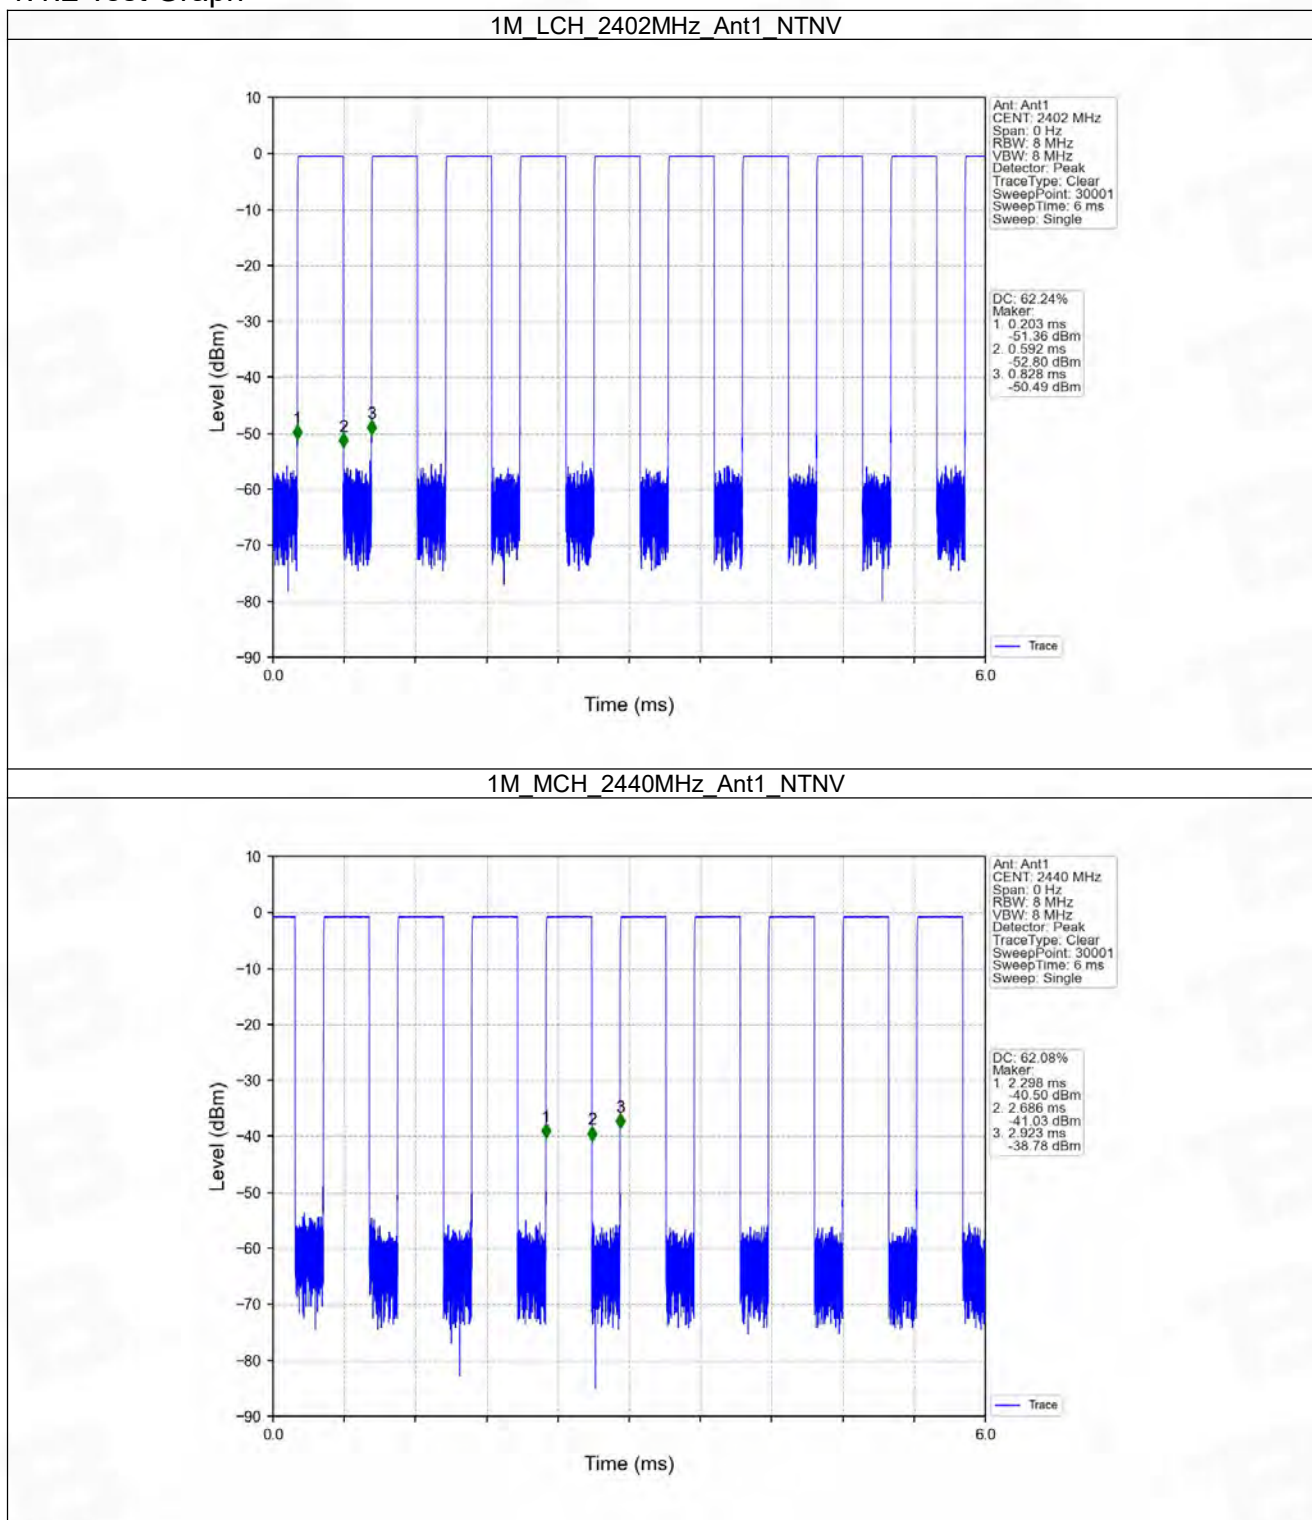 1M_LCH_2402MHz_Ant1_NTNV
10
0
−10
−20
−30
−40
−50
−60
−70
−80
−90
Level (dBm)
0.0
6.0
Time (ms)
1
2
3
Ant: Ant1
CENT: 2402 MHz
Span: 0 Hz
RBW: 8 MHz
VBW: 8 MHz
Detector: Peak
TraceType: Clear
SweepPoint: 30001
SweepTime: 6 ms
Sweep: Single
DC: 62.24%
Maker:
1. 0.203 ms
-51.36 dBm
2. 0.592 ms
-52.80 dBm
3. 0.828 ms
-50.49 dBm
Trace
1M_MCH_2440MHz_Ant1_NTNV
10
0
−10
−20
−30
−40
−50
−60
−70
−80
−90
Level (dBm)
0.0
6.0
Time (ms)
1
2
3
Ant: Ant1
CENT: 2440 MHz
Span: 0 Hz
RBW: 8 MHz
VBW: 8 MHz
Detector: Peak
TraceType: Clear
SweepPoint: 30001
SweepTime: 6 ms
Sweep: Single
DC: 62.08%
Maker:
1. 2.298 ms
-40.50 dBm
2. 2.686 ms
-41.03 dBm
3. 2.923 ms
-38.78 dBm
Trace